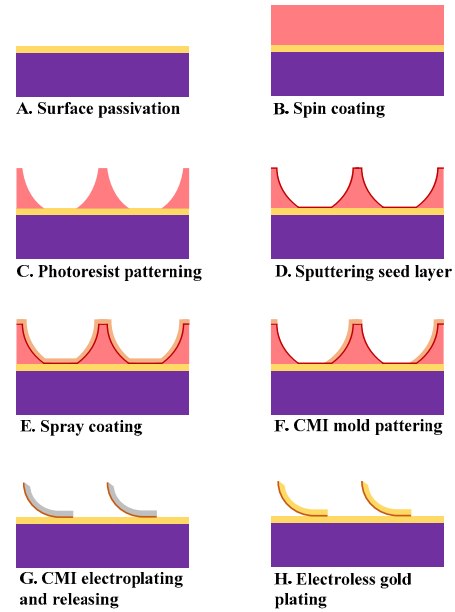 A. Surface passivation
B. Spin coating
C. Photoresist patterning
D. Sputtering seed layer
E. Spray coating
F. CMI mold pattering
G. CMI electroplating
and releasing
H. Electroless gold
plating